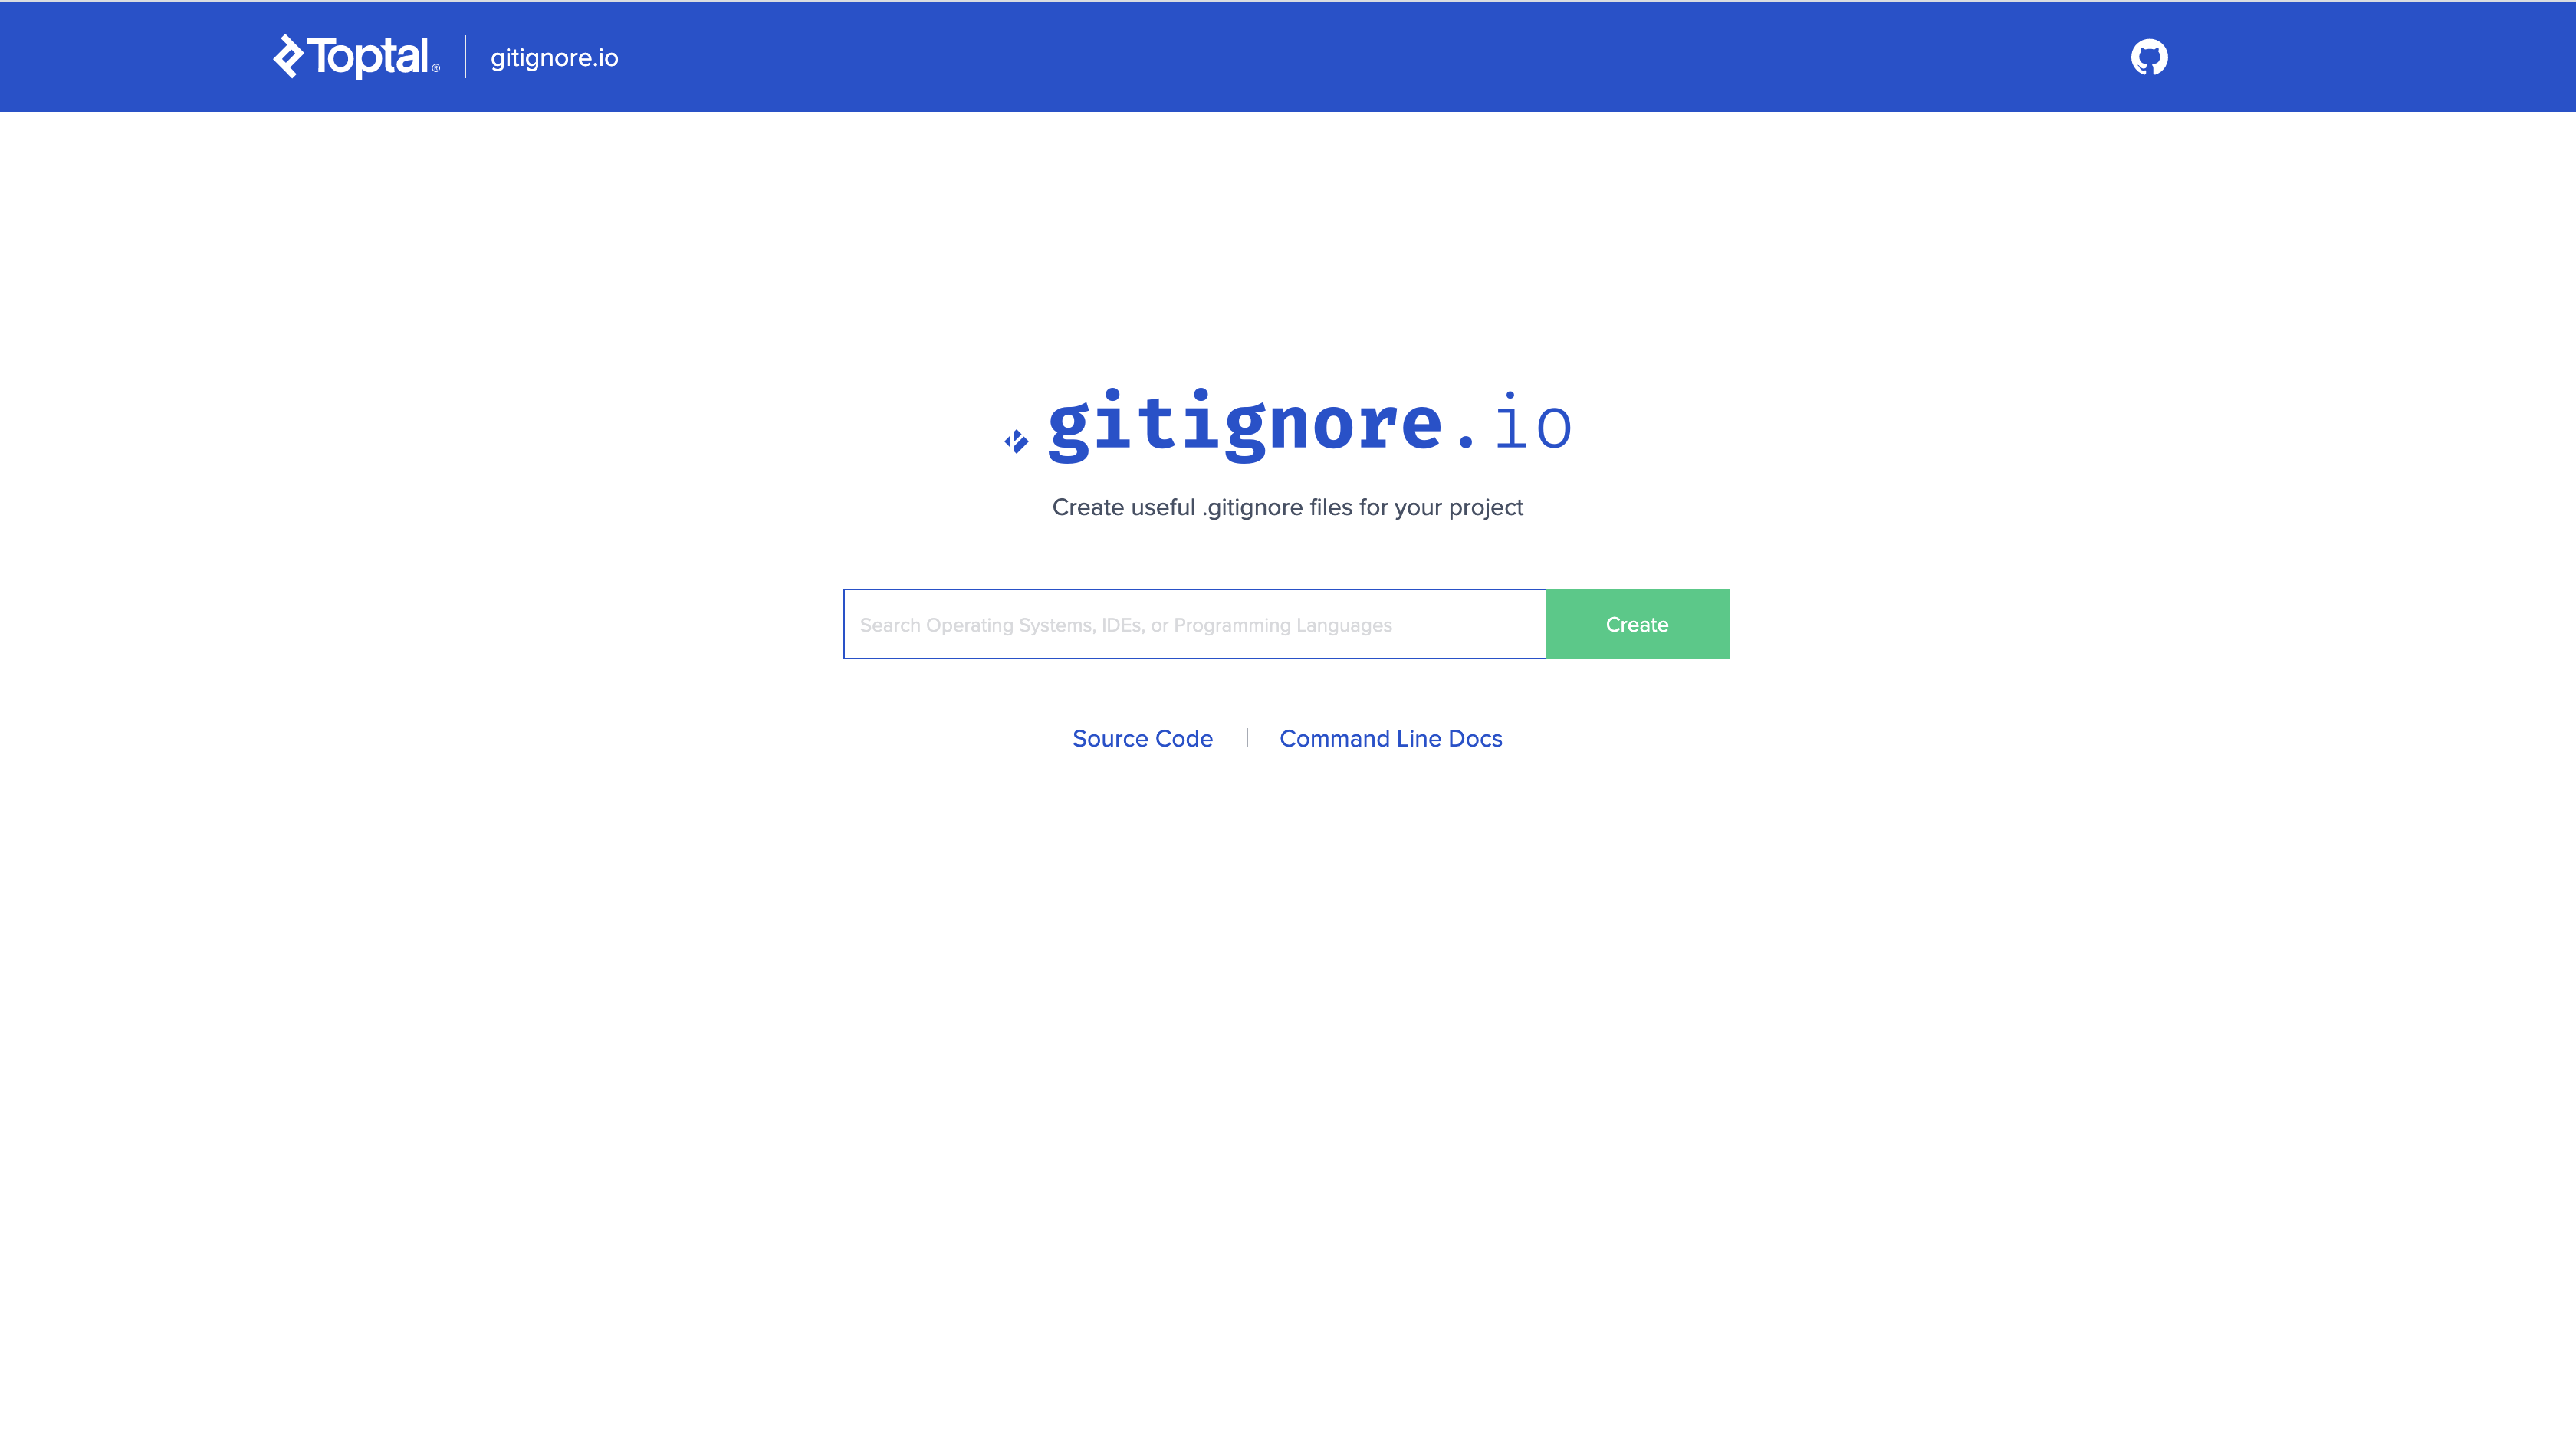 Toptal®
gitignore.io
gitignore.io
Create useful .gitignore files for your project
Search Operating Systems, IDEs, or Programming Languages
Create
Source Code | Command Line Docs